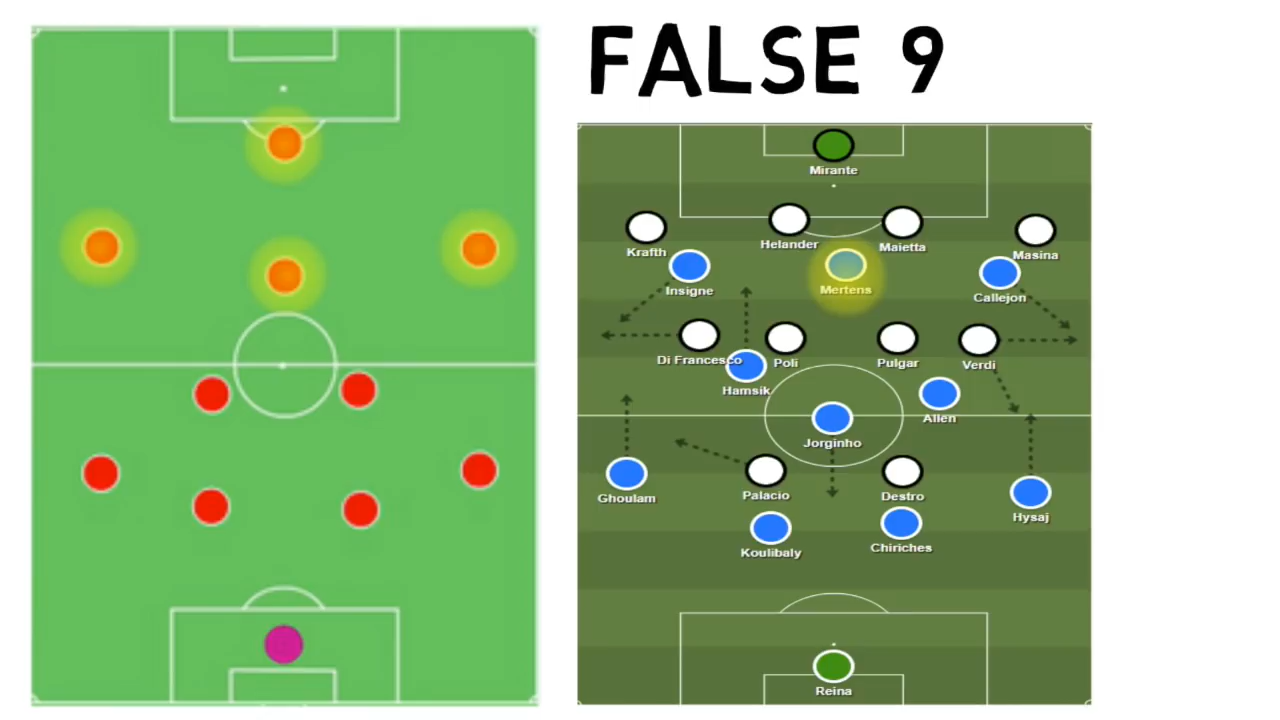 FALSE 9
Mirante
Krafth
Helander
Maietta
Masina
Insigne
Mertens
Callejon
Di Francesco
Poli
Pulgar
Verdi
Hamsik
Allen
Jorginho
Ghoulam
Palacio
Destro
Hysaj
Koulibaly
Chiriches
Reina